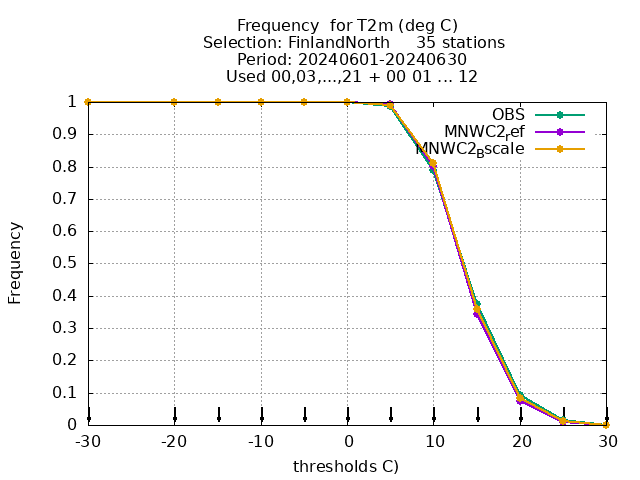 Frequency  for T2m (deg C)
Selection: FinlandNorth     35 stations
Period: 20240601-20240630
Used 00,03,...,21 + 00 01 ... 12
OBS
MNWC2ref
MNWC2Bscale
1
0.9
0.8
0.7
0.6
0.5
0.4
0.3
0.2
0.1
0
Frequency
-30 -20 -10 0 10 20 30
thresholds C)